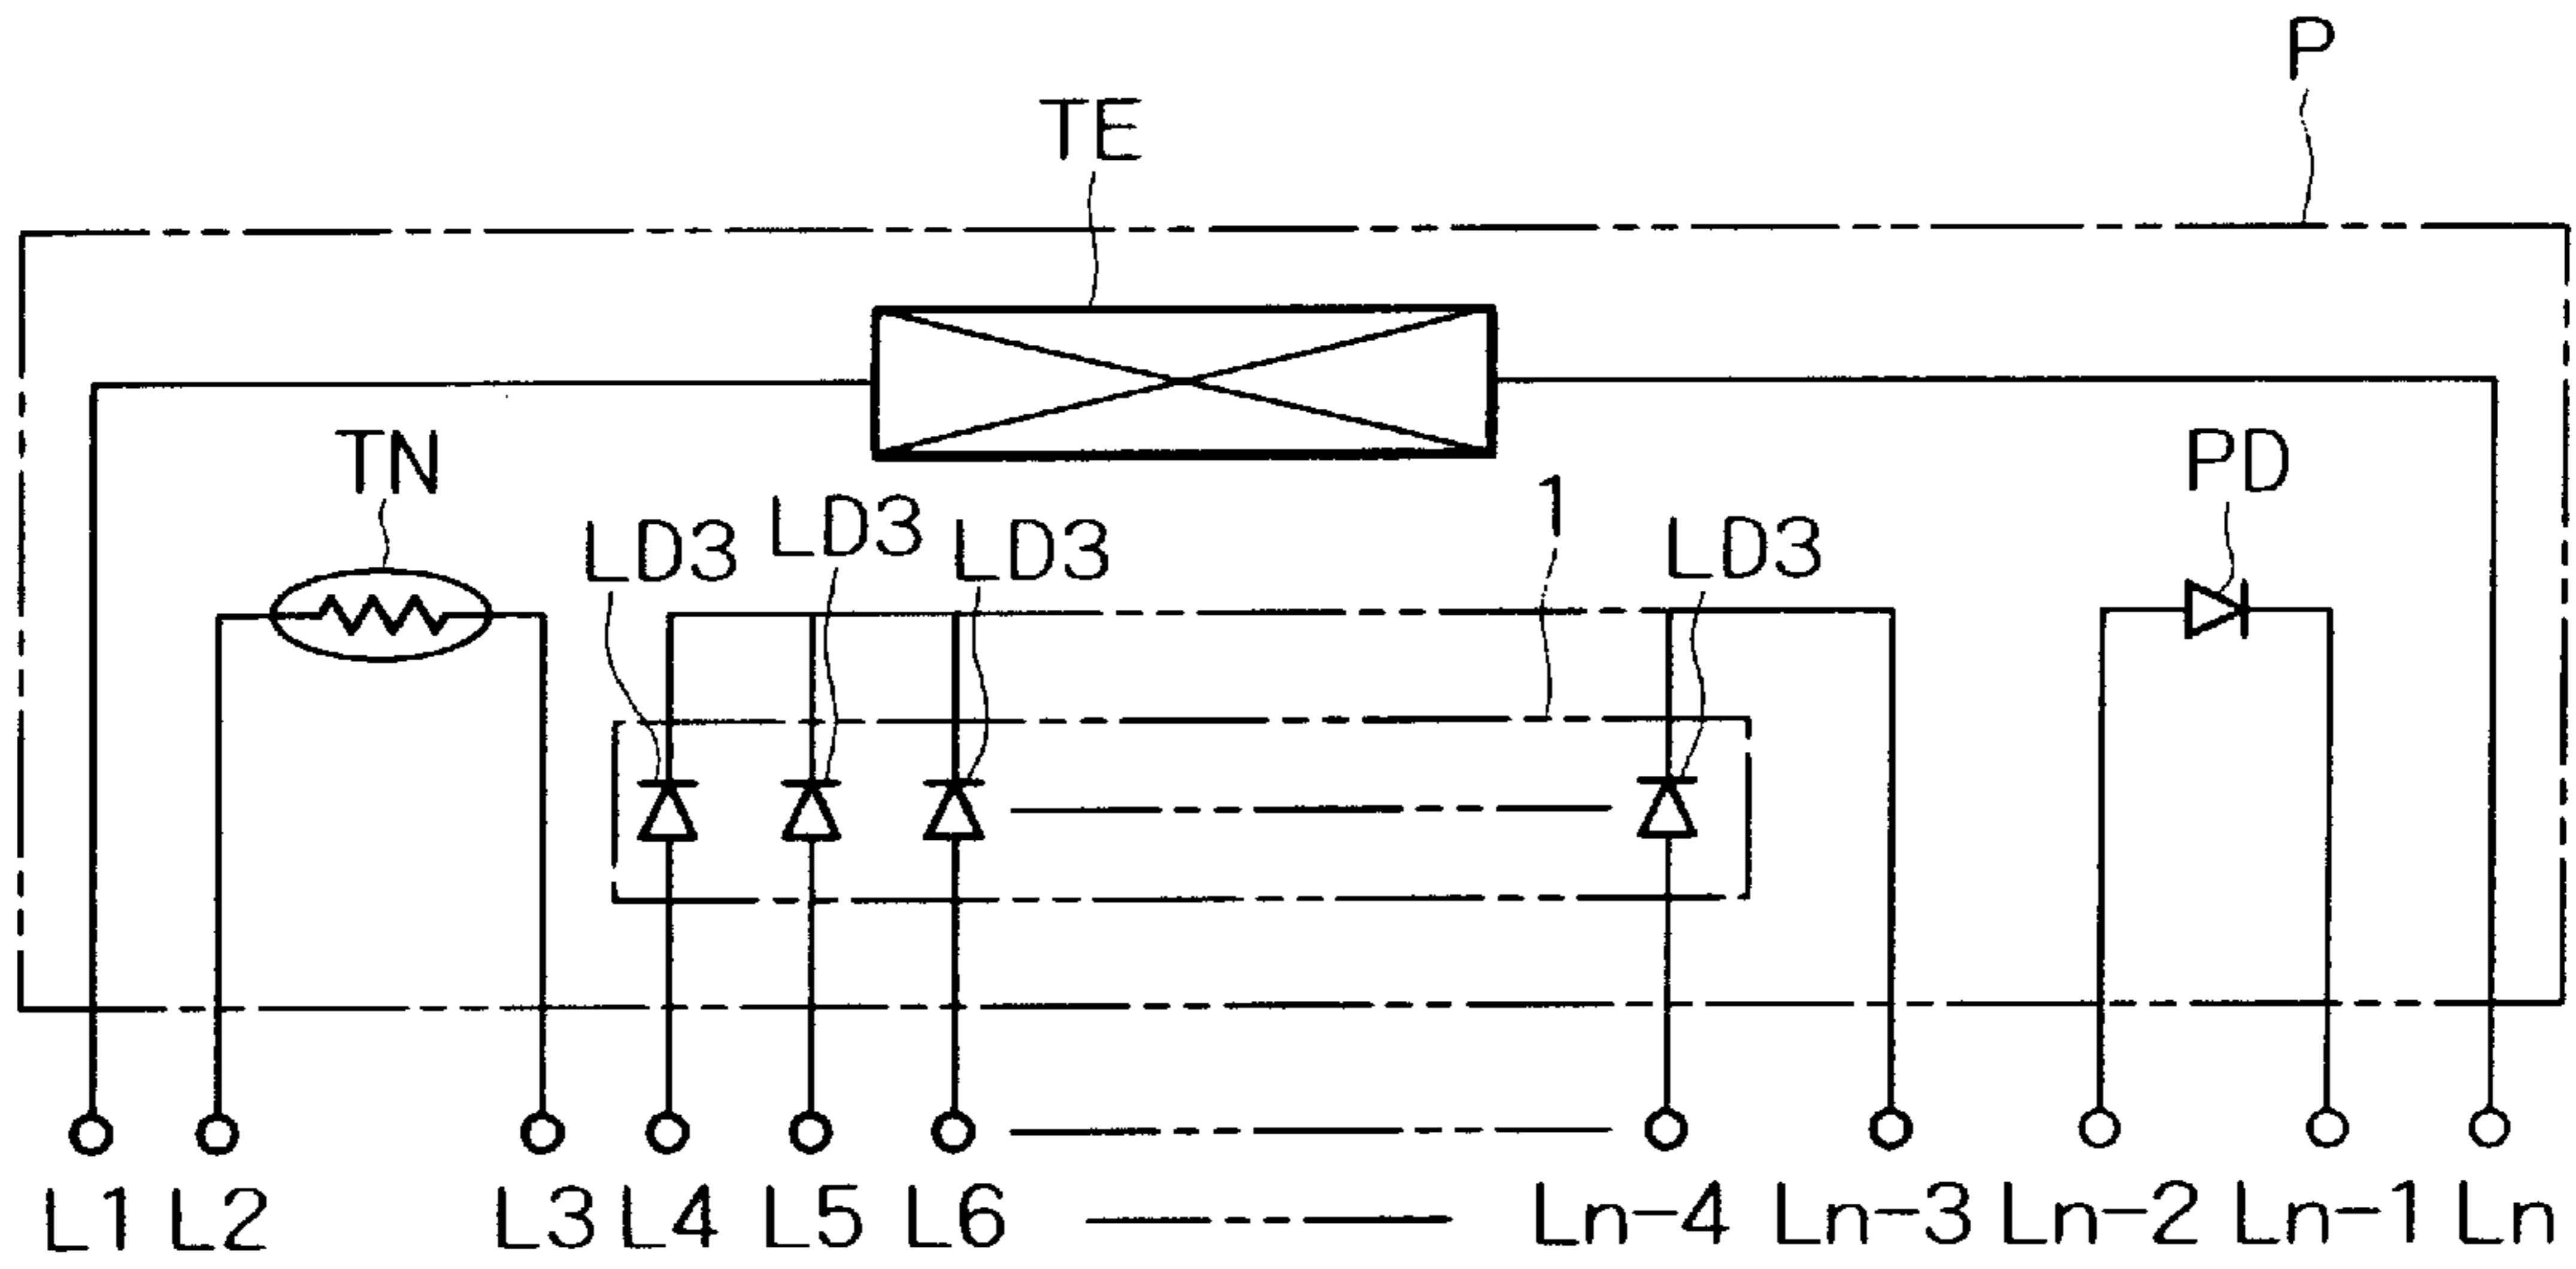 P
TE
TN
PD
1
LD3 LD3 LD3 LD3
L1 L2 L3 L4 L5 L6 Ln-4 Ln-3 Ln-2 Ln-1 Ln